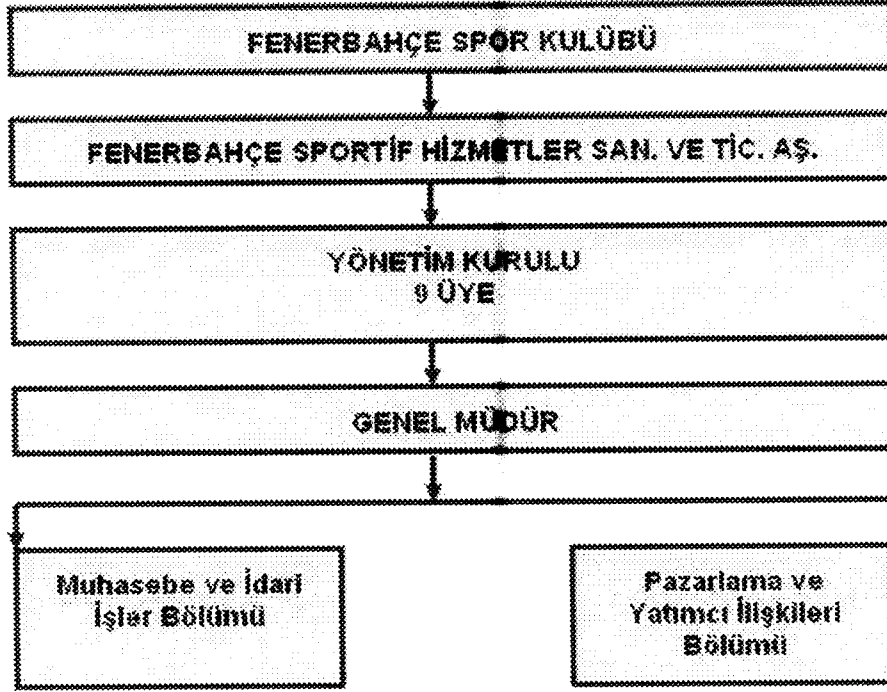 FENERBAHÇE SPOR KULÜBÜ
FENERBAHÇE SPORTİF HİZMETLER SAN. VE TİC. AŞ.
YÖNETİM KURULU
9 ÜYE
GENEL MÜDÜR
Muhasebe ve İdari
İşler Bölümü
Pazarlama ve
Yatımcı İlişkileri
Bölümü